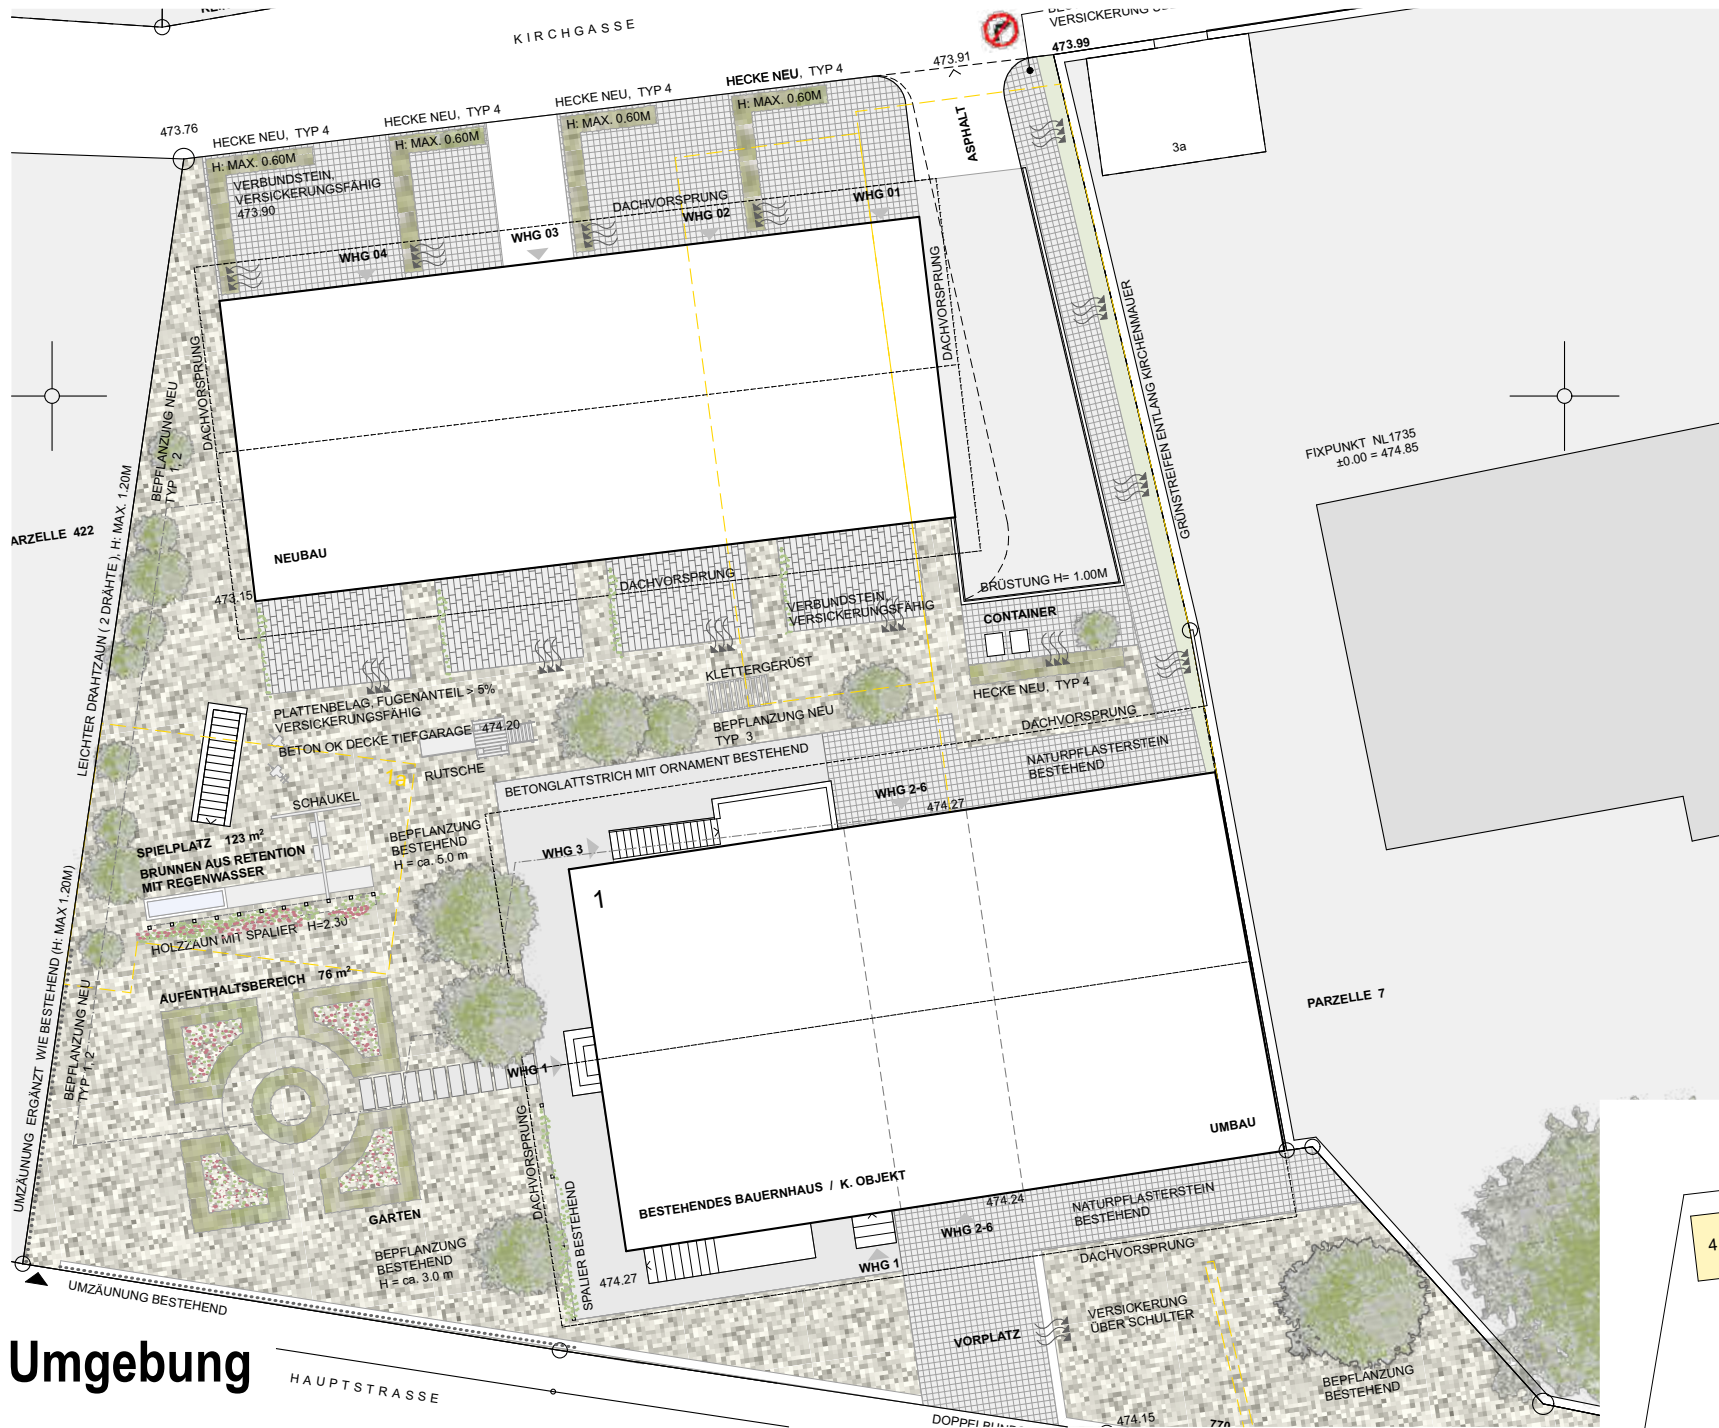 KIRCHGASSE
473.91
VERSICKERUNG
473.99
3a
473.76
HECKE NEU, TYP 4
H: MAX. 0.60M
HECKE NEU, TYP 4
H: MAX. 0.60M
HECKE NEU, TYP 4
H: MAX. 0.60M
HECKE NEU, TYP 4
H: MAX. 0.60M
ASPHALT
VERBUNDSTEIN,
VERSICKERUNGSFÄHIG
473.90
DACHVORSPRUNG
WHG 04
WHG 03
WHG 02
WHG 01
DACHVORSPRUNG
DACHVORSPRUNG
GRÜNSTREIFEN ENTLANG KIRCHENMAUER
FIXPUNKT NL1735
±0.00 = 474.85
BEPFLANZUNG NEU
TYP 1, 2
LEICHTER DRAHTZAUN ( 2 DRÄHTE ), H: MAX. 1.20M
ARZELLE 422
NEUBAU
473.15
DACHVORSPRUNG
VERBUNDSTEIN,
VERSICKERUNGSFÄHIG
BRÜSTUNG H= 1.00M
CONTAINER
KLETTERGERÜST
HECKE NEU, TYP 4
PLATTENBELAG, FUGENANTEIL > 5%
VERSICKERUNGSFÄHIG
BETON OK DECKE TIEFGARAGE 474.20
BEPFLANZUNG NEU
TYP 3
DACHVORSPRUNG
RUTSCHE
1a
BETONGLATTSTRICH MIT ORNAMENT BESTEHEND
NATURPFLASTERSTEIN
BESTEHEND
SCHAUKEL
WHG 2-6
474.27
SPIELPLATZ 123 m²
BRUNNEN AUS RETENTION
MIT REGENWASSER
BEPFLANZUNG
BESTEHEND
H = ca. 5.0 m
WHG 3
1
HOLZZAUN MIT SPALIER H=2.30
AUFENTHALTSBEREICH 76 m²
UMZÄUNUNG ERGÄNZT WIE BESTEHEND (H: MAX 1.20M)
BEPFLANZUNG NEU
TYP 1, 2
PARZELLE 7
WHG 1
DACHVORSPRUNG
UMBAU
BESTEHENDES BAUERNHAUS / K. OBJEKT
SPALIER BESTEHEND
GARTEN
BEPFLANZUNG
BESTEHEND
H = ca. 3.0 m
474.27
474.24
WHG 2-6
WHG 1
NATURPFLASTERSTEIN
BESTEHEND
DACHVORSPRUNG
4
UMZÄUNUNG BESTEHEND
VERSICKERUNG
ÜBER SCHULTER
VORPLATZ
BEPFLANZUNG
BESTEHEND
Umgebung
HAUPTSTRASSE
474.15
770